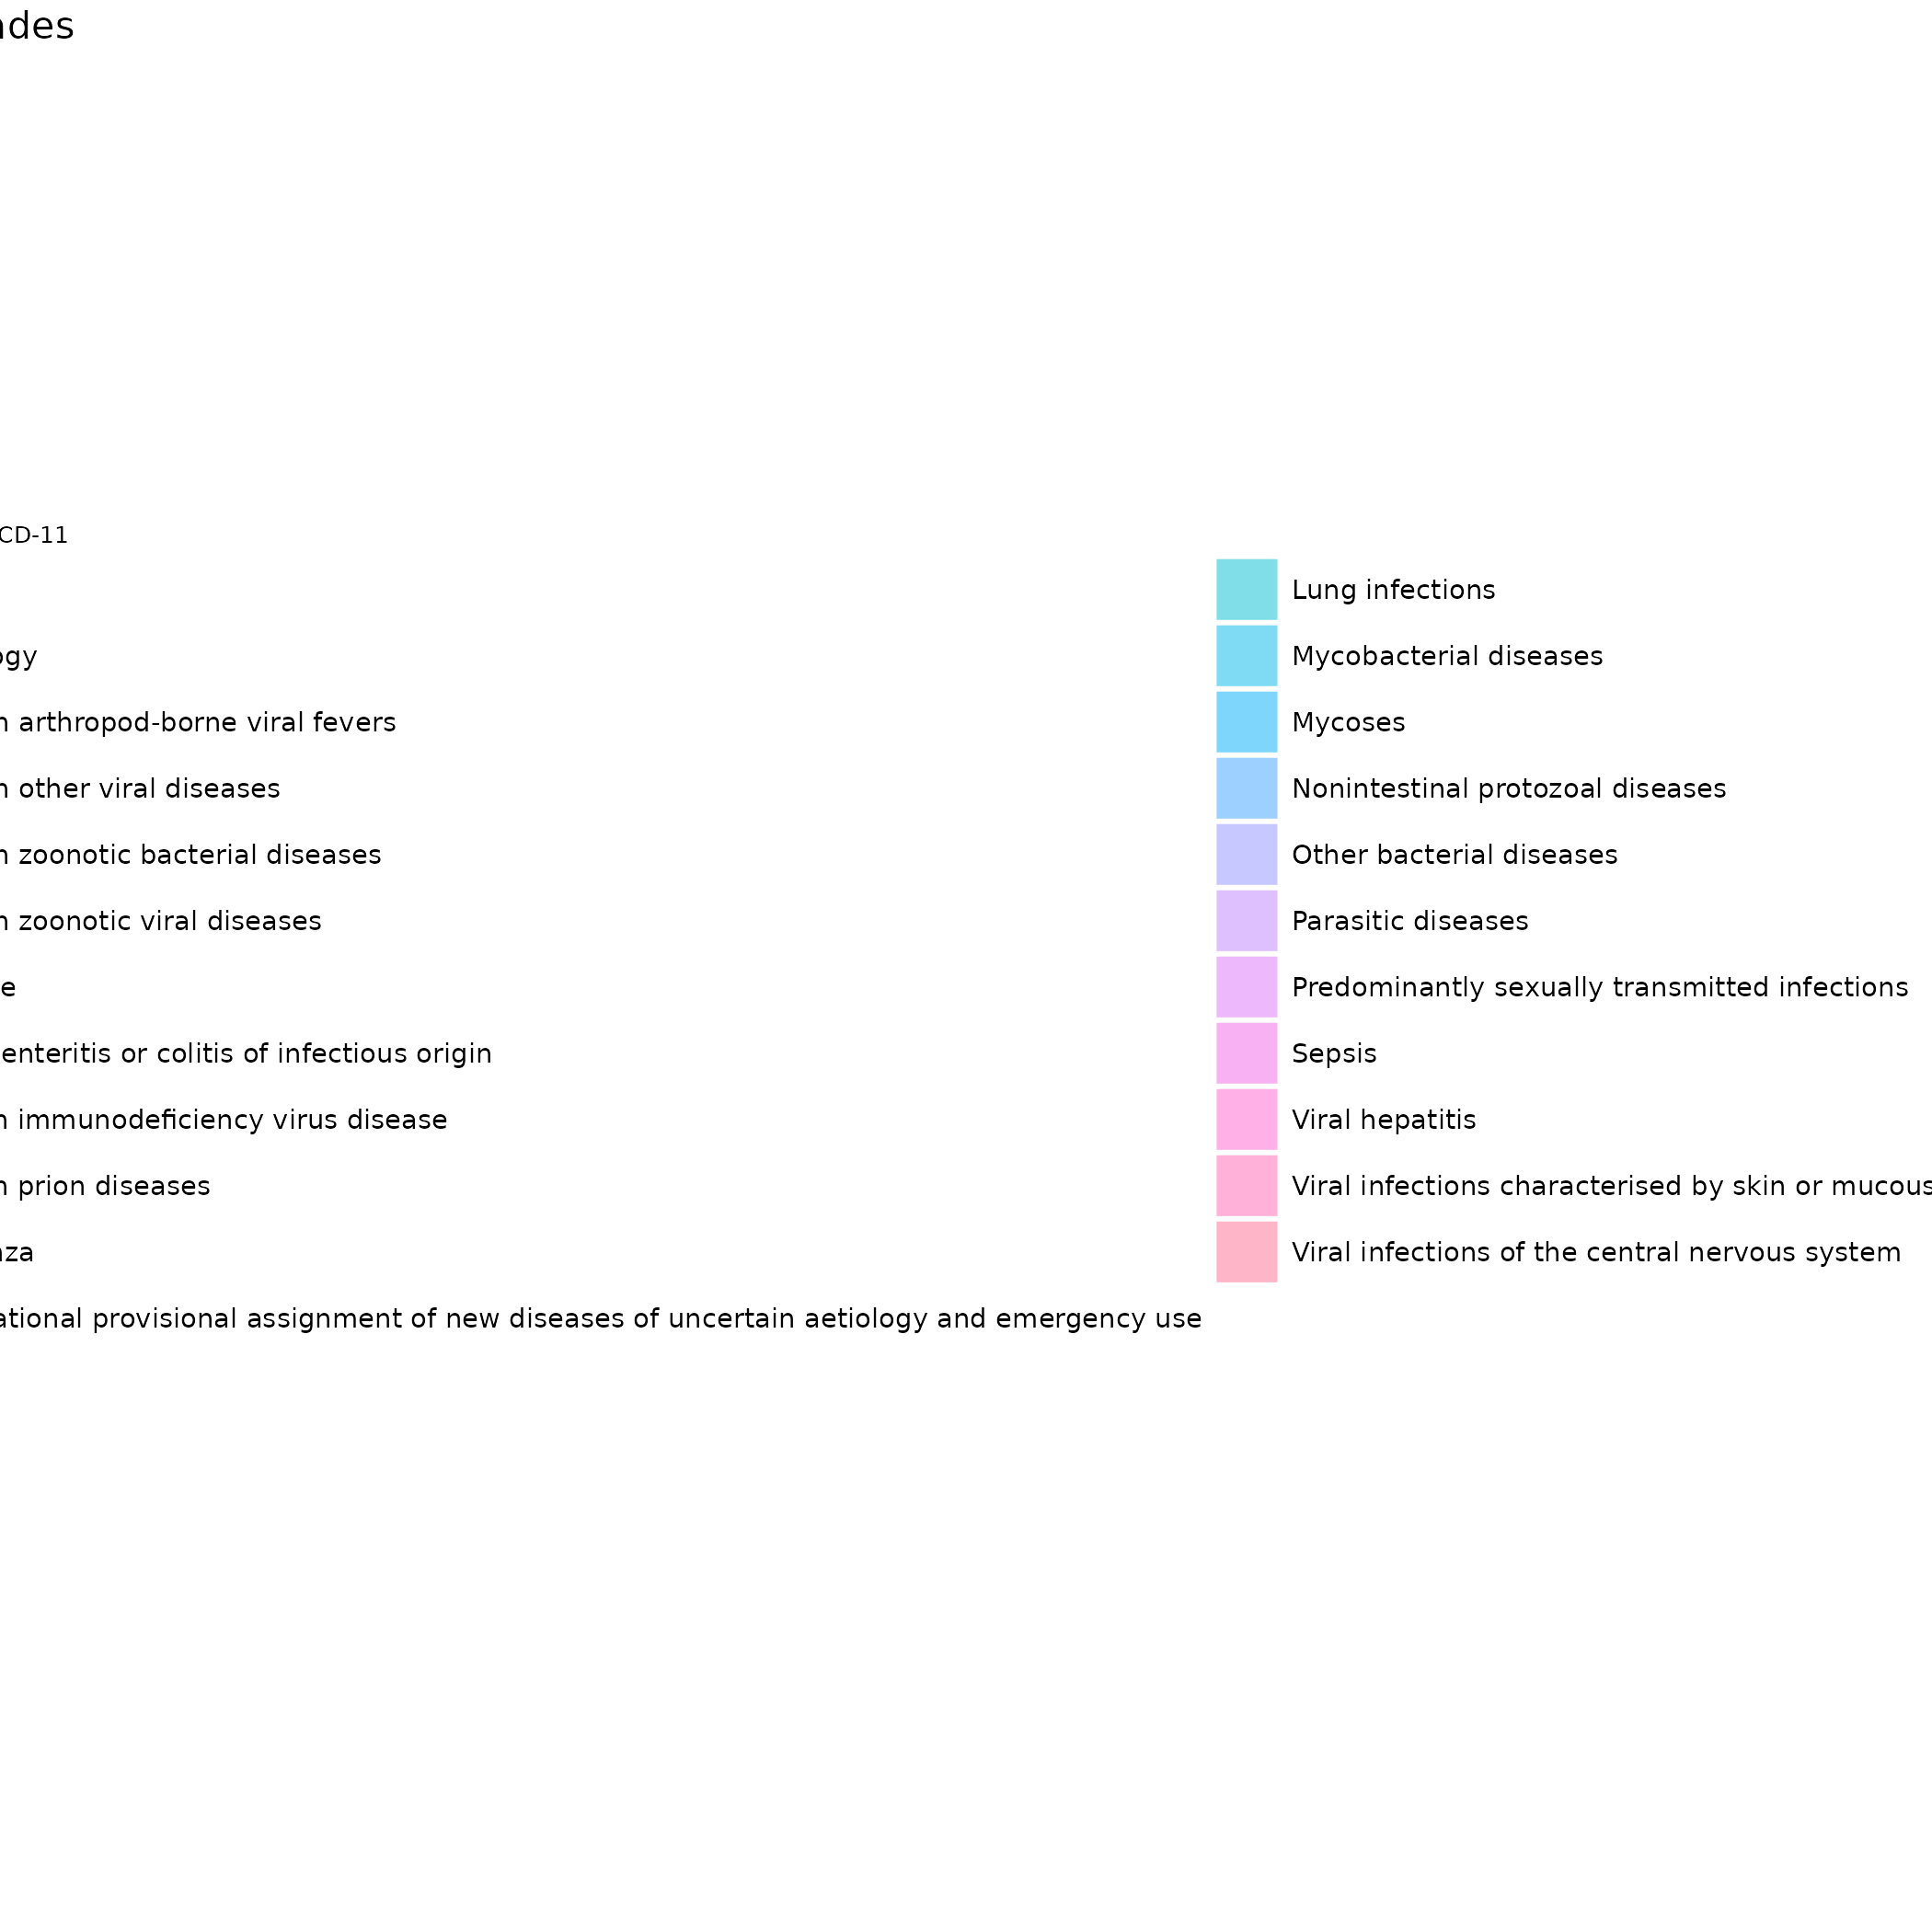 ndes
CD-11
ogy
n arthropod-borne viral fevers
n other viral diseases
n zoonotic bacterial diseases
n zoonotic viral diseases
e
enteritis or colitis of infectious origin
n immunodeficiency virus disease
n prion diseases
nza
ational provisional assignment of new diseases of uncertain aetiology and emergency use
Lung infections
Mycobacterial diseases
Mycoses
Nonintestinal protozoal diseases
Other bacterial diseases
Parasitic diseases
Predominantly sexually transmitted infections
Sepsis
Viral hepatitis
Viral infections characterised by skin or mucous
Viral infections of the central nervous system